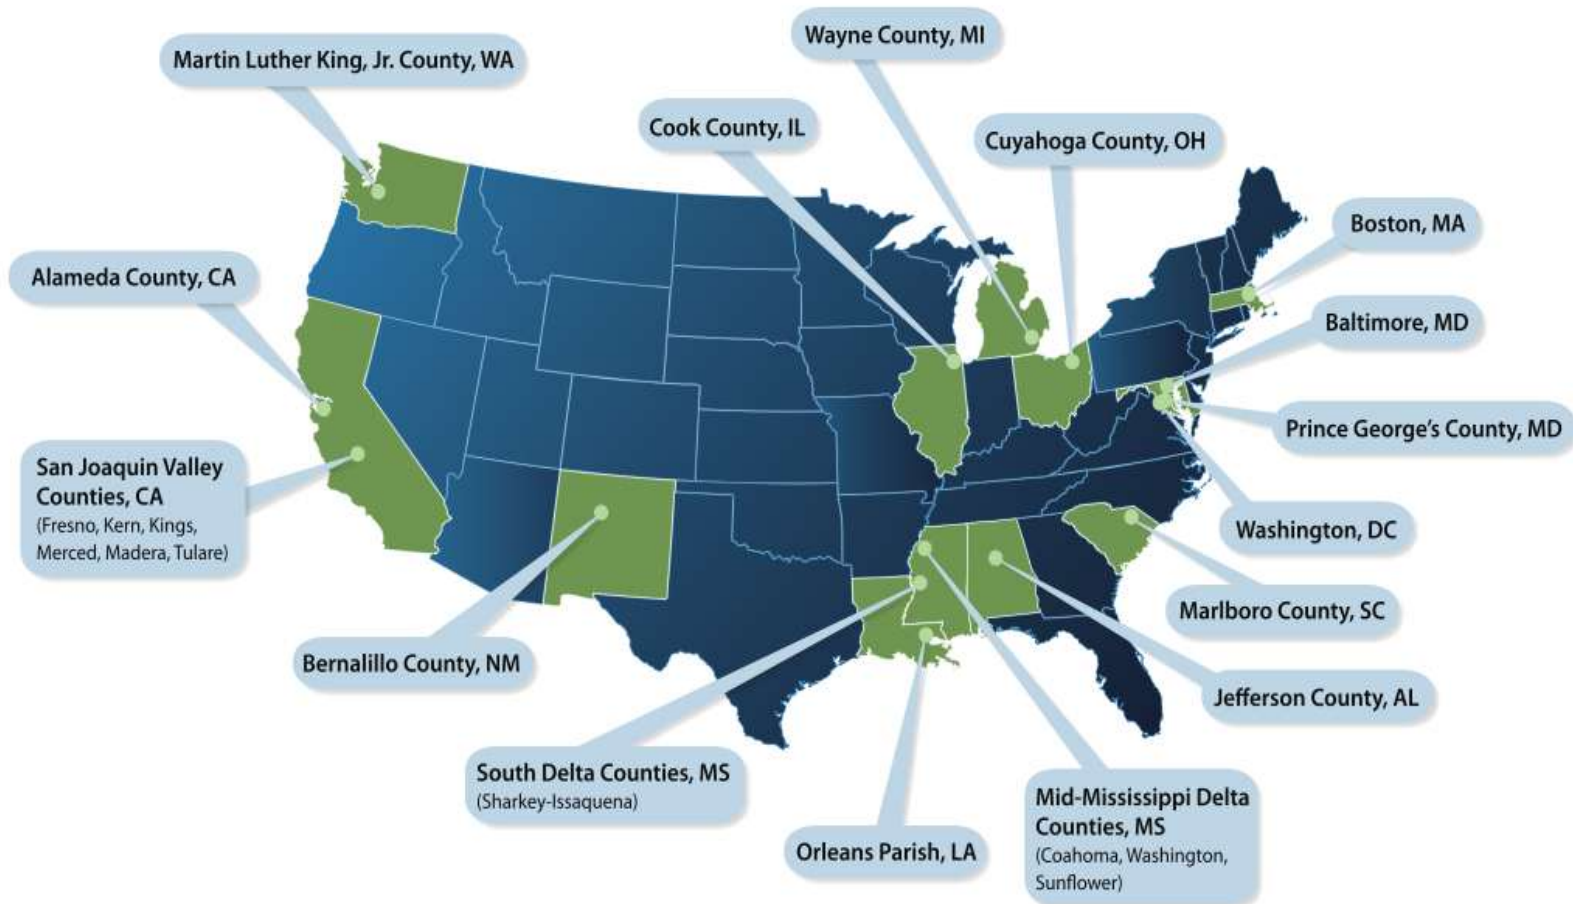 Wayne County, MI
Martin Luther King, Jr. County, WA
Cook County, IL
Cuyahoga County, OH
Boston, MA
Alameda County, CA
Baltimore, MD
Prince George’s County, MD
San Joaquin Valley
Counties, CA
(Fresno, Kern, Kings,
Merced, Madera, Tulare)
Washington, DC
Marlboro County, SC
Bernalillo County, NM
Jefferson County, AL
South Delta Counties, MS
(Sharkey-Issaquena)
Mid-Mississippi Delta
Counties, MS
(Coahoma, Washington,
Sunflower)
Orleans Parish, LA